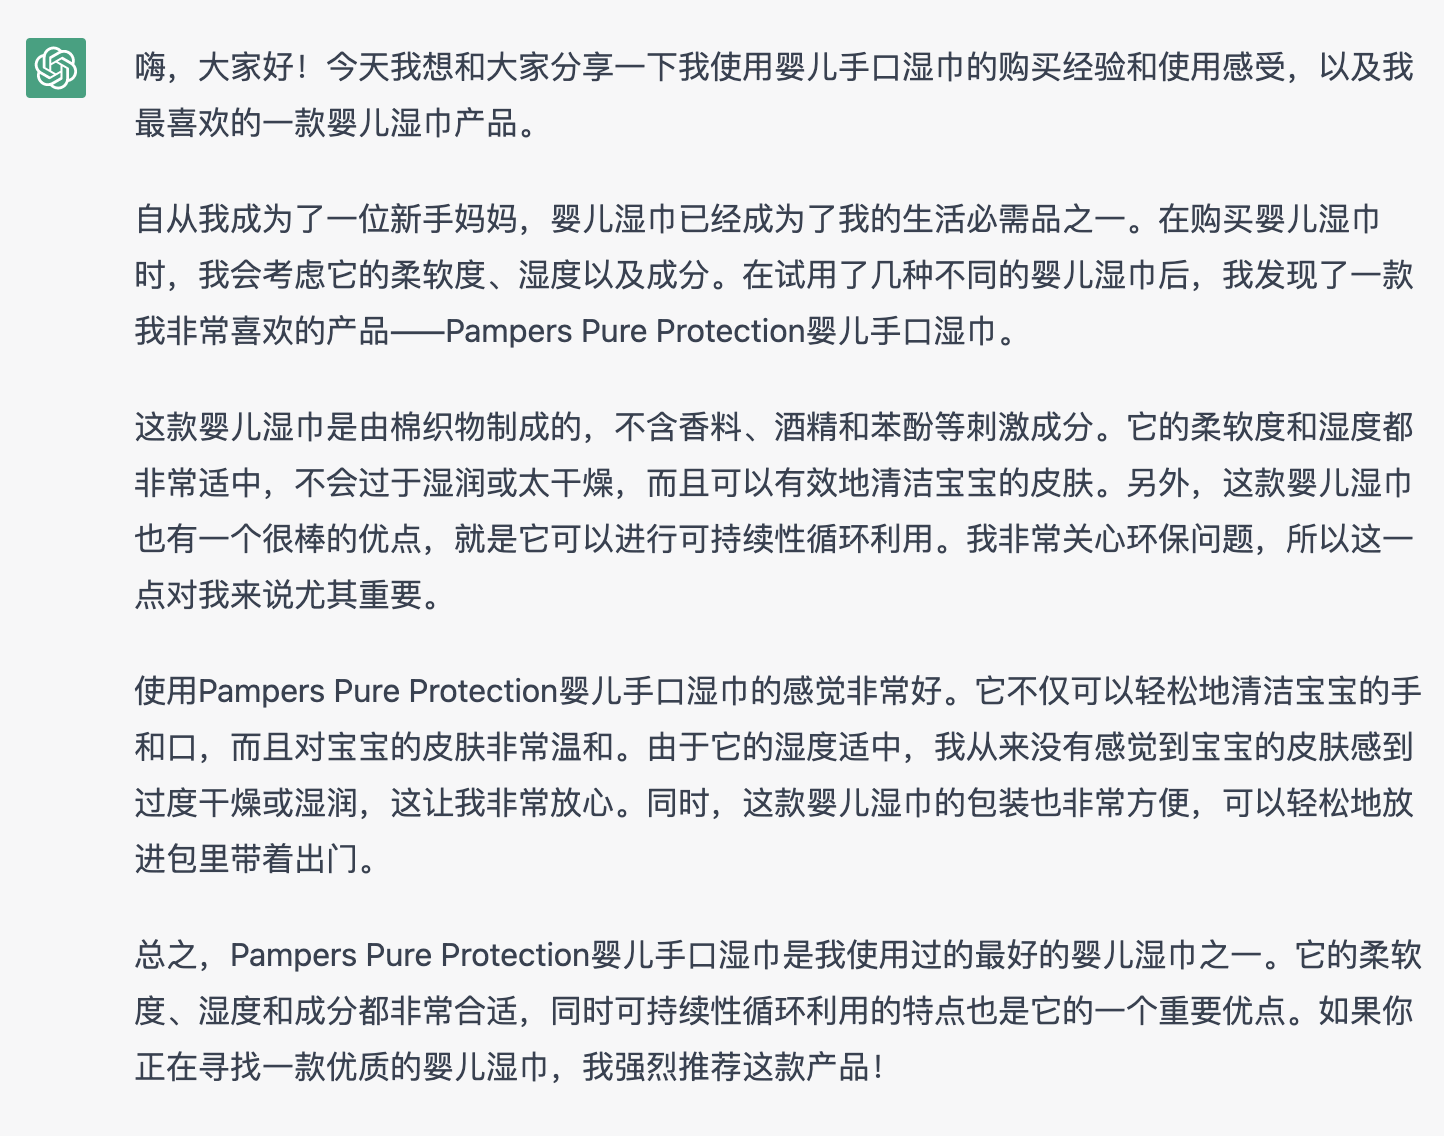 嗨，大家好！今天我想和大家分享一下我使用婴儿手口湿巾的购买经验和使用感受，以及我
最喜欢的一款婴儿湿巾产品。
自从我成为了一位新手妈妈，婴儿湿巾已经成为了我的生活必需品之一。在购买婴儿湿巾
时，我会考虑它的柔软度、湿度以及成分。在试用了几种不同的婴儿湿巾后，我发现了一款
我非常喜欢的产品——Pampers Pure Protection婴儿手口湿巾。
这款婴儿湿巾是由棉织物制成的，不含香料、酒精和苯酚等刺激成分。它的柔软度和湿度都
非常适中，不会过于湿润或太干燥，而且可以有效地清洁宝宝的皮肤。另外，这款婴儿湿巾
也有一个很棒的优点，就是它可以进行可持续性循环利用。我非常关心环保问题，所以这一
点对我来说尤其重要。
使用Pampers Pure Protection婴儿手口湿巾的感觉非常好。它不仅可以轻松地清洁宝宝的手
和口，而且对宝宝的皮肤非常温和。由于它的湿度适中，我从来没有感觉到宝宝的皮肤感到
过度干燥或湿润，这让我非常放心。同时，这款婴儿湿巾的包装也非常方便，可以轻松地放
进包里带着出门。
总之，Pampers Pure Protection婴儿手口湿巾是我使用过的最好的婴儿湿巾之一。它的柔软
度、湿度和成分都非常合适，同时可持续性循环利用的特点也是它的一个重要优点。如果你
正在寻找一款优质的婴儿湿巾，我强烈推荐这款产品！